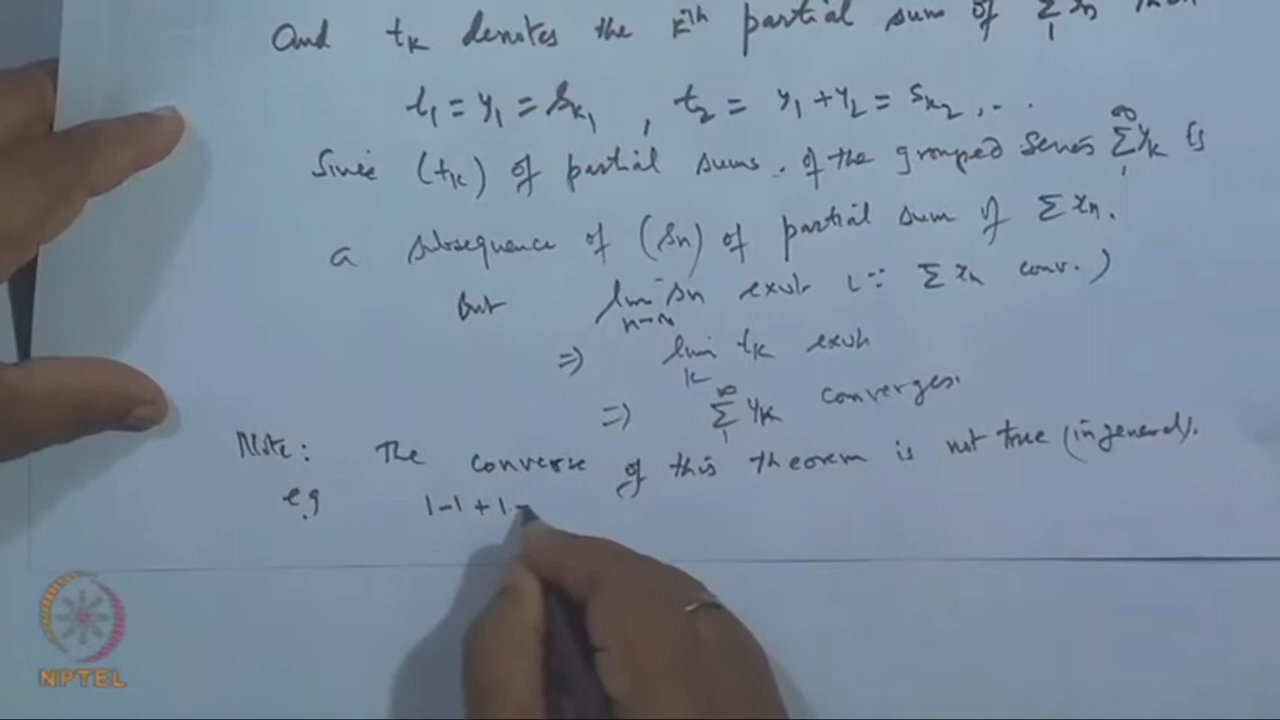 And t_k denotes the k^th partial sum of Σ_1 x_n then
t_1 = y_1 = s_{k_1} , t_2 = y_1 + y_2 = s_{k_2} , . . .
Since (t_k) of partial sums . of the grouped series Σ_1^∞ y_k is
a subsequence of (s_n) of partial sum of Σ x_n.
But lim_{n→∞} s_n exists (∵ Σ x_n conv.)
⇒ lim_k t_k exists
⇒ Σ_1^∞ y_k converges.
Note: The converse of this theorem is not true (in general).
e.g 1 - 1 + 1 -
NPTEL